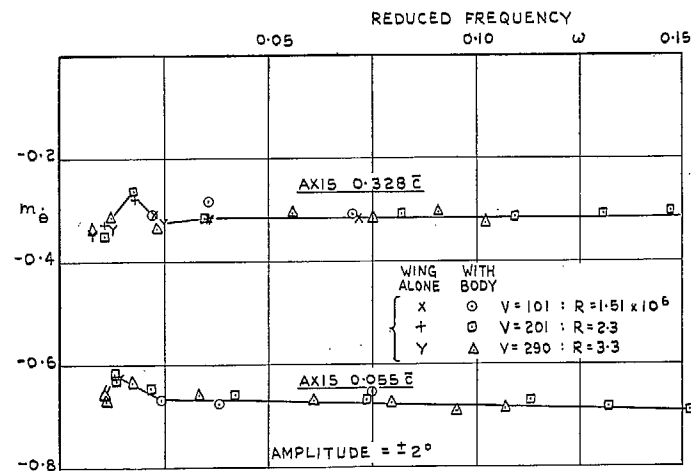 REDUCED FREQUENCY
0.05 0.10 ω 0.15
-0.2
AXIS 0.328 c̄
m_θ̇
-0.4
WING ALONE WITH BODY
X ⊙ V=101 : R=1.51 x 10⁶
+ ⊡ V=201 : R=2.3
Y △ V=290 : R=3.3
-0.6
AXIS 0.055 c̄
-0.8
AMPLITUDE = ±2°